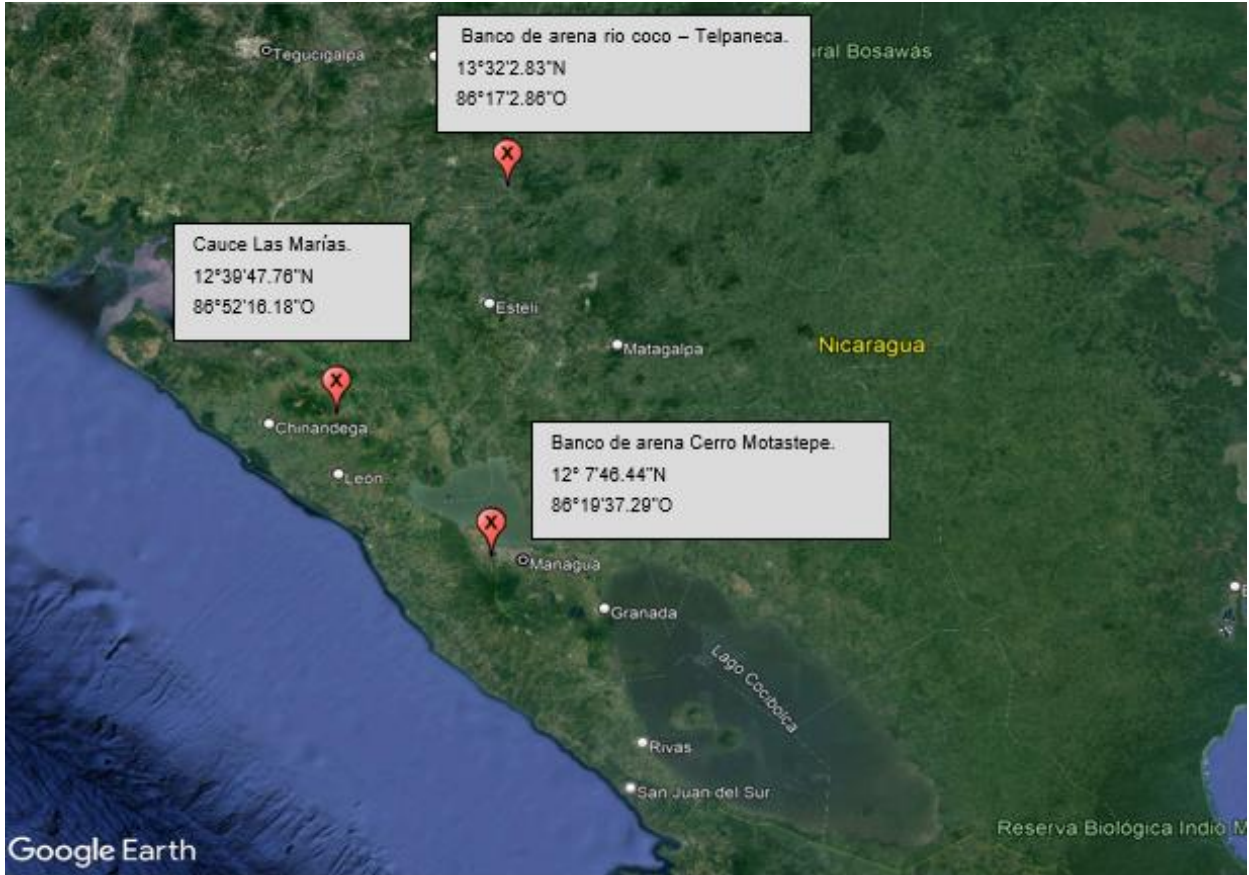 Banco de arena rio coco – Telpaneca.
13°32'2.83"N
86°17'2.86"O
Tegucigalpa
ural Bosawás
X
Cauce Las Marías.
12°39'47.76"N
86°52'16.18"O
Estelí
Matagalpa
Nicaragua
X
Chinandega
León
Banco de arena Cerro Motastepe.
12° 7'46.44"N
86°19'37.29"O
X
Managua
Granada
Lago Cocibolca
Rivas
San Juan del Sur
Reserva Biológica Indio M
Google Earth